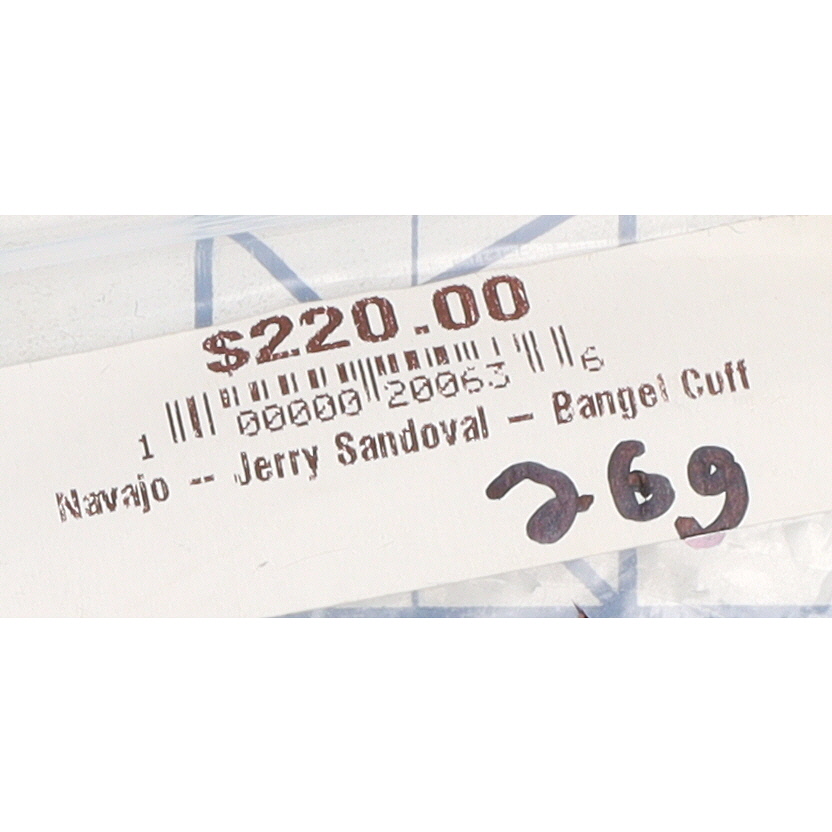 $220.00
1 00000 20063 6
Navajo -- Jerry Sandoval - Bangel Cuff
269